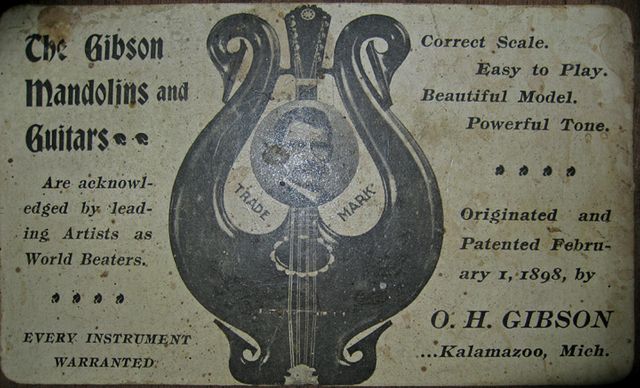 The Gibson
Mandolins and
Guitars
Are acknowl-
edged by lead-
ing Artists as
World Beaters.
EVERY INSTRUMENT
WARRANTED
TRADE MARK
Correct Scale.
Easy to Play.
Beautiful Model.
Powerful Tone.
Originated and
Patented Febru-
ary 1, 1898, by
O. H. GIBSON
...Kalamazoo, Mich.